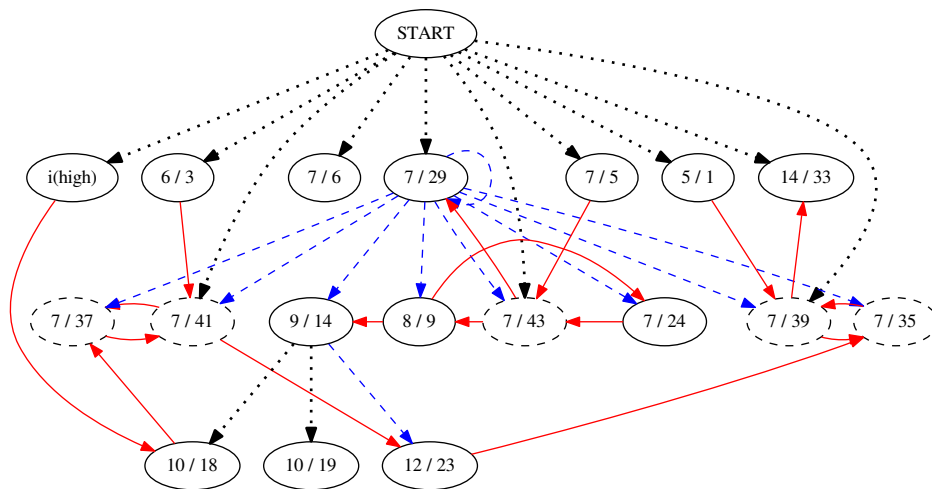 START
i(high)
6 / 3
7 / 6
7 / 29
7 / 5
5 / 1
14 / 33
7 / 37
7 / 41
9 / 14
8 / 9
7 / 43
7 / 24
7 / 39
7 / 35
10 / 18
10 / 19
12 / 23